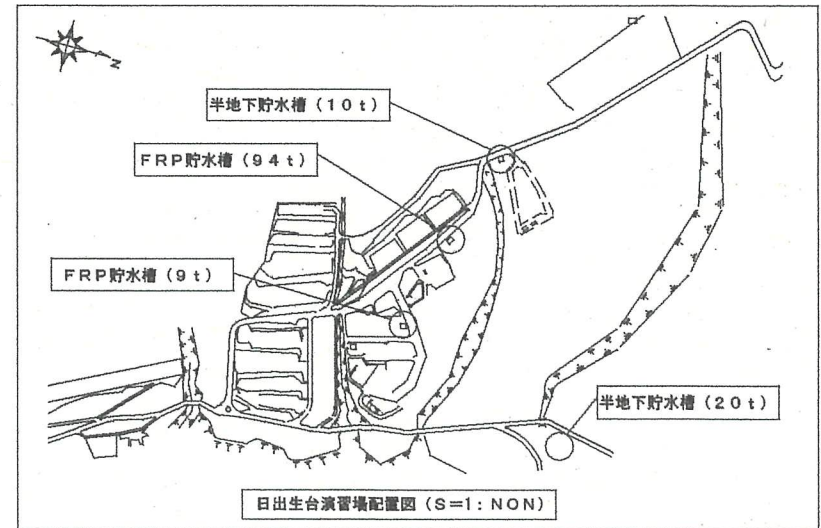 N
半地下貯水槽（10t）
FRP貯水槽（94t）
FRP貯水槽（9t）
半地下貯水槽（20t）
日出生台演習場配置図（S=1：NON）